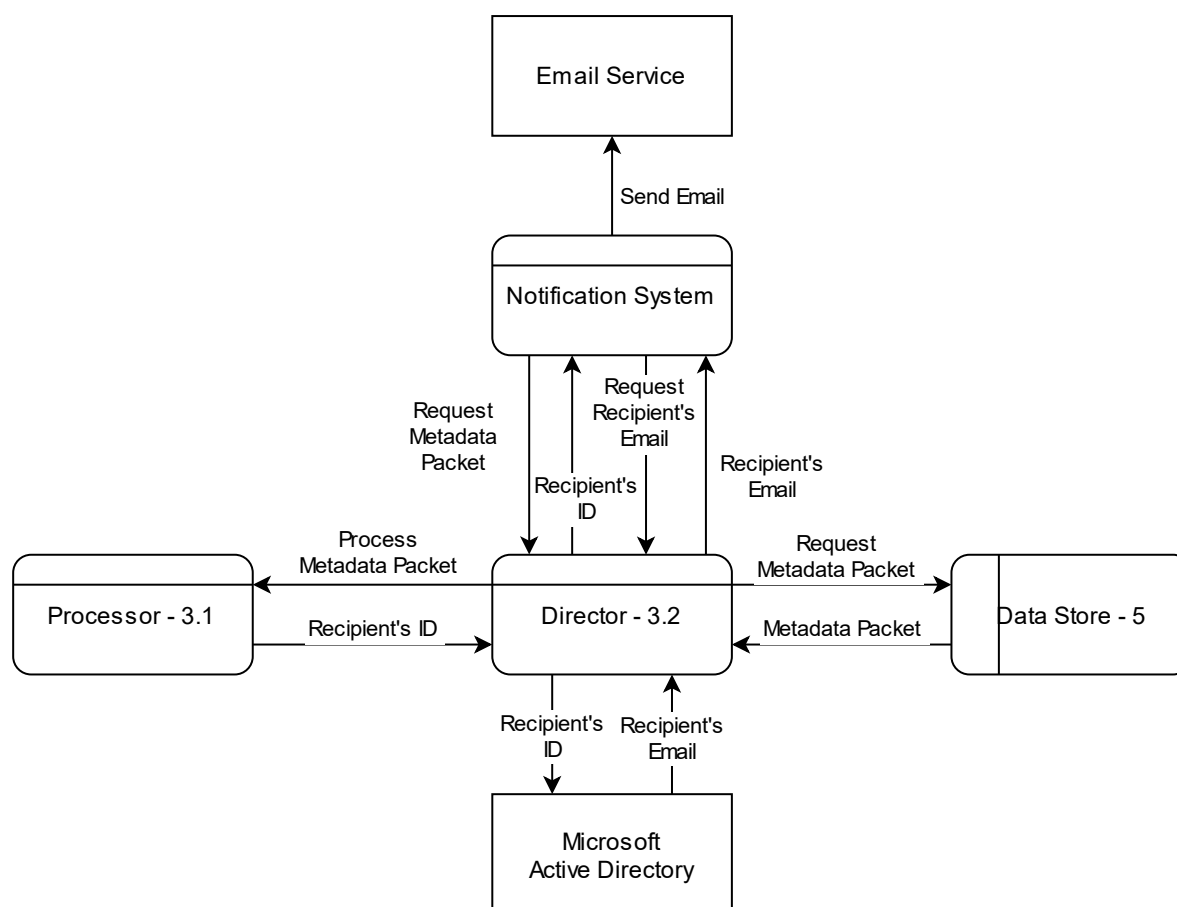 Email Service
Send Email
Notification System
Request
Metadata
Packet
Recipient's
ID
Request
Recipient's
Email
Recipient's
Email
Process
Metadata Packet
Request
Metadata Packet
Processor - 3.1
Director - 3.2
Data Store - 5
Recipient's ID
Metadata Packet
Recipient's
ID
Recipient's
Email
Microsoft
Active Directory